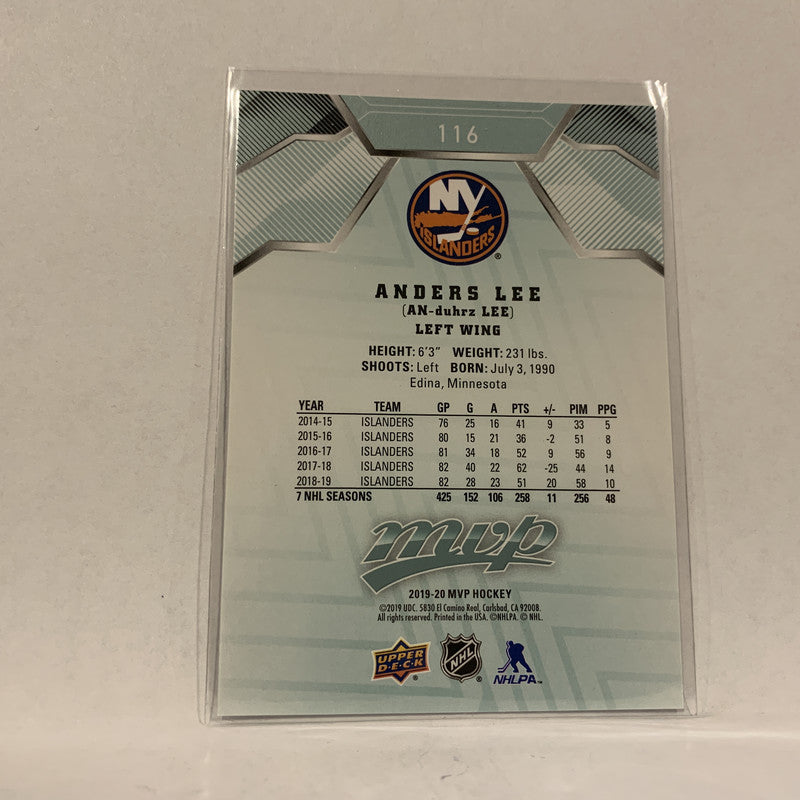 116
NY
ISLANDERS
®
ANDERS LEE
(AN-duhrz LEE)
LEFT WING
HEIGHT: 6'3" WEIGHT: 231 lbs.
SHOOTS: Left BORN: July 3, 1990
Edina, Minnesota
YEAR TEAM GP G A PTS +/- PIM PPG
2014-15 ISLANDERS 76 25 16 41 9 33 5
2015-16 ISLANDERS 80 15 21 36 -2 51 8
2016-17 ISLANDERS 81 34 18 52 9 56 9
2017-18 ISLANDERS 82 40 22 62 -25 44 14
2018-19 ISLANDERS 82 28 23 51 20 58 10
7 NHL SEASONS 425 152 106 258 11 256 48
mvp
2019-20 MVP HOCKEY
©2019 UDC. 5830 El Camino Real, Carlsbad, CA 92008.
All rights reserved. Printed in the USA. ©NHLPA. © NHL.
UPPER DECK NHL ® NHLPA™